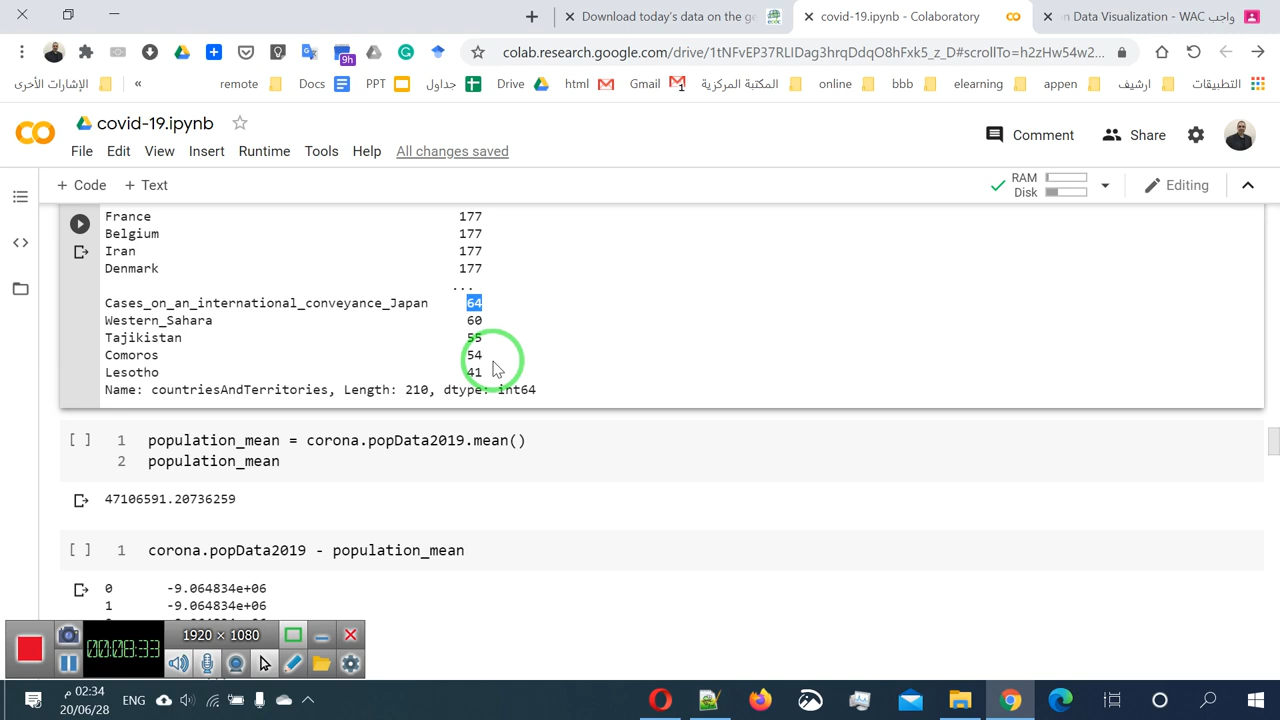 Download today's data on the ge
covid-19.ipynb - Colaboratory
in Data Visualization - WAC واجب
9h
colab.research.google.com/drive/1tNFvEP37RLIDag3hrqDdqO8hFxk5_z_D#scrollTo=h2zHw54w2...
الإشارات الأخرى
«
remote
Docs
PPT
جداول
Drive
html
Gmail
المكتبة المركزية
online
bbb
elearning
appen
ارشيف
التطبيقات
covid-19.ipynb
Comment
Share
File Edit View Insert Runtime Tools Help All changes saved
+ Code + Text
RAM
Disk
Editing
France 177
Belgium 177
Iran 177
Denmark 177
...
Cases_on_an_international_conveyance_Japan 64
Western_Sahara 60
Tajikistan 55
Comoros 54
Lesotho 41
Name: countriesAndTerritories, Length: 210, dtype: int64
[ ] 1 population_mean = corona.popData2019.mean()
2 population_mean
47106591.20736259
[ ] 1 corona.popData2019 - population_mean
0 -9.064834e+06
1 -9.064834e+06
1920 × 1080
00:08:33
02:34 م
ENG
20/06/28